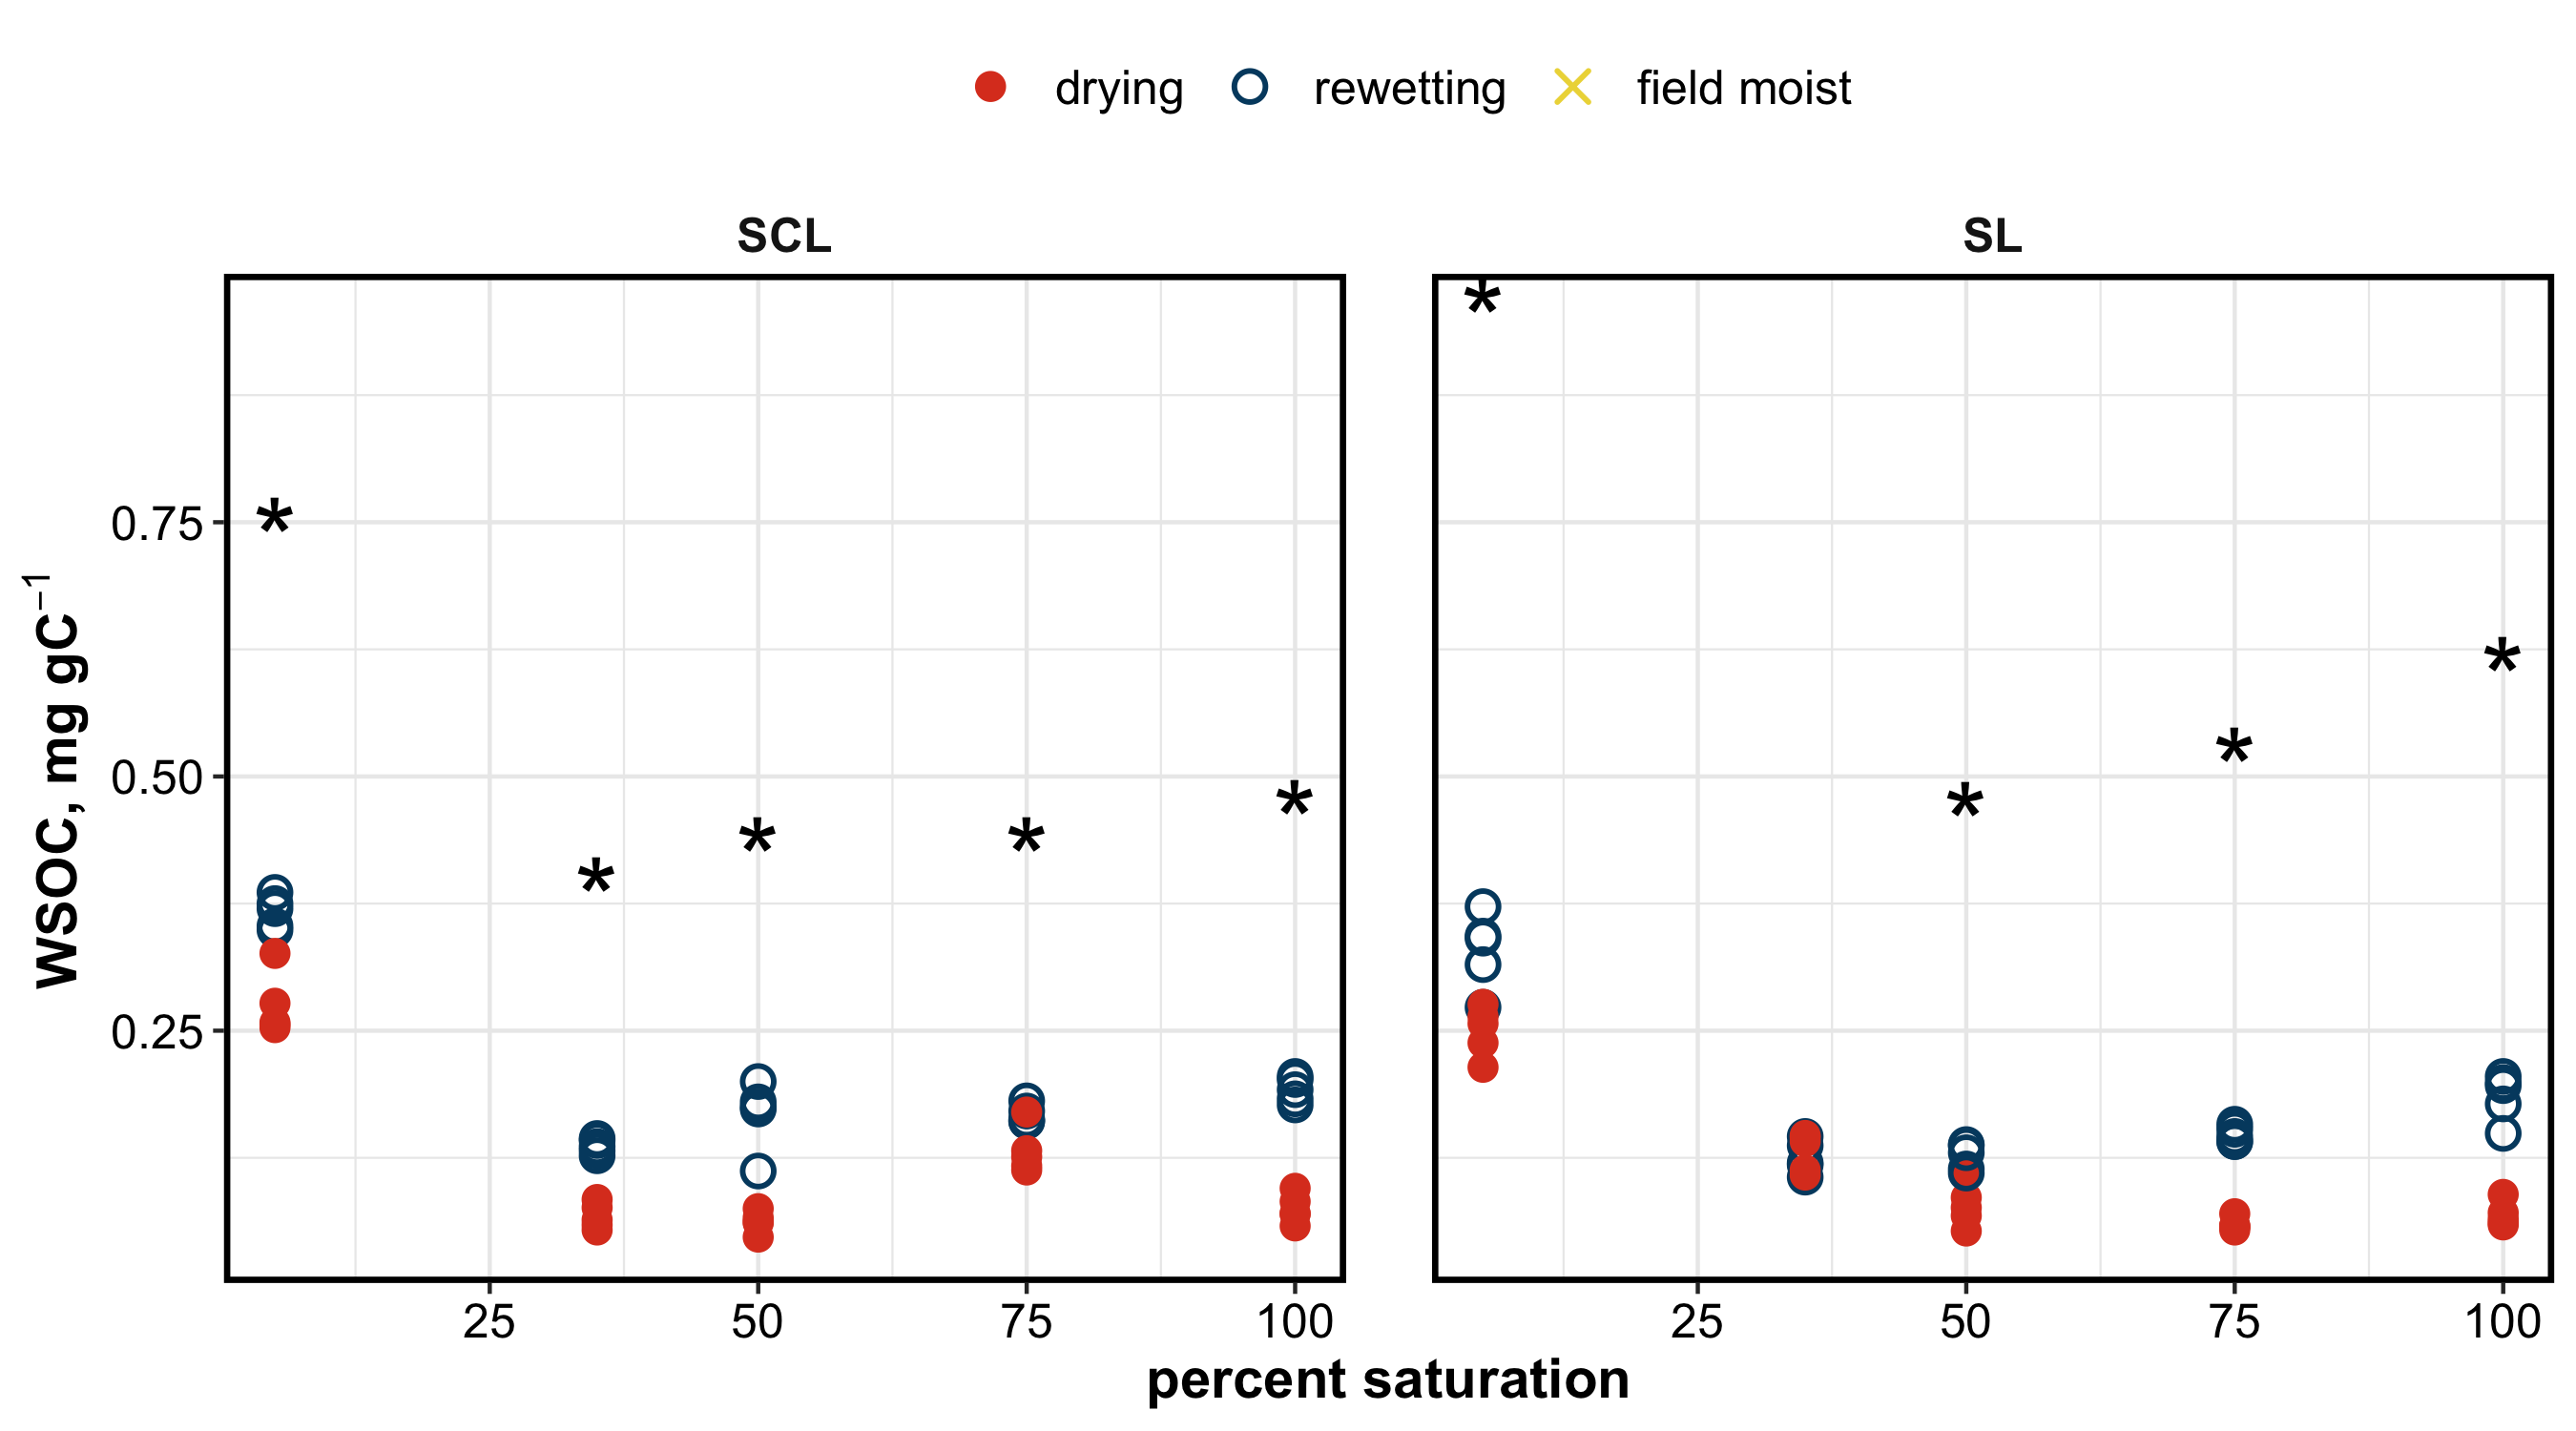 drying rewetting field moist
SCL
SL
*
*
*
*
*
*
*
*
*
0.75
0.50
0.25
WSOC, mg gC⁻¹
25 50 75 100
25 50 75 100
percent saturation